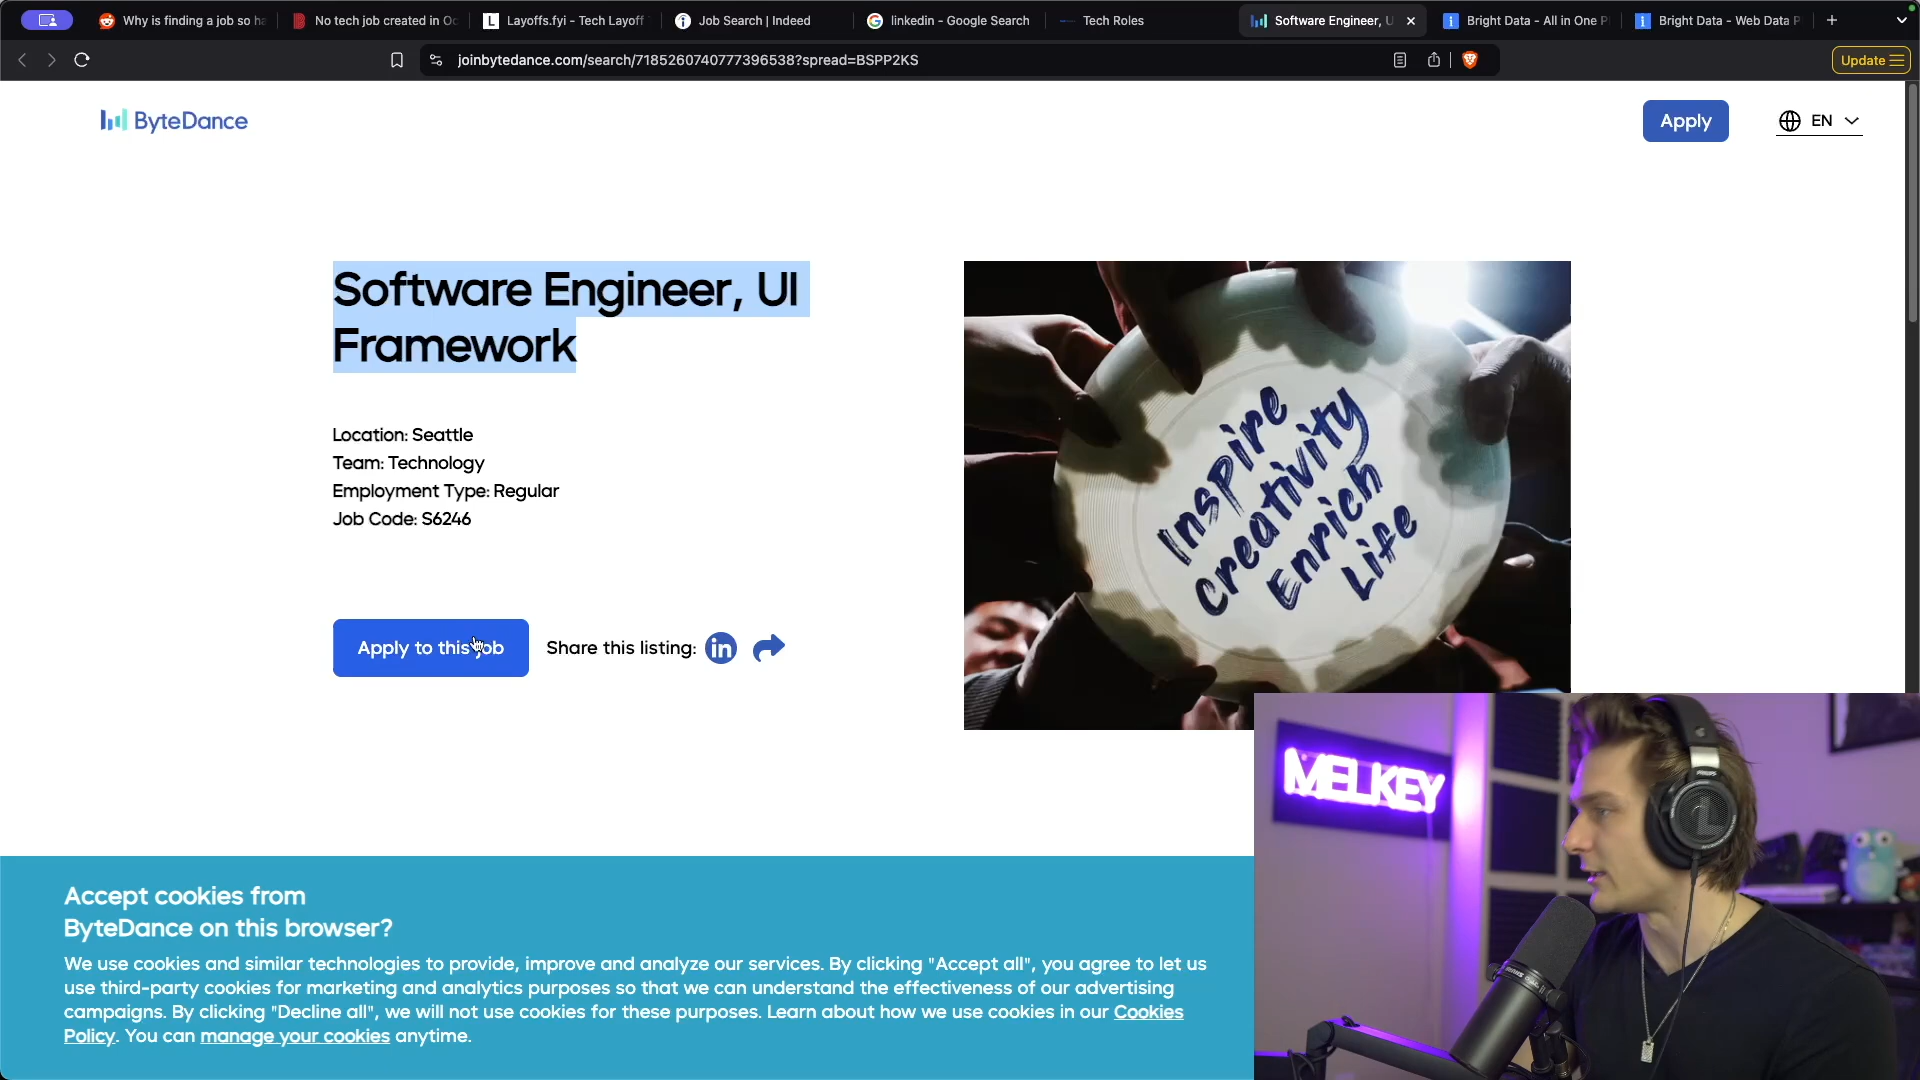 Why is finding a job so ha
No tech job created in Oc
Layoffs.fyi - Tech Layoff
Job Search | Indeed
linkedin - Google Search
Tech Roles
Software Engineer, U
Bright Data - All in One P
Bright Data - Web Data P
joinbytedance.com/search/7185260740777396538?spread=BSPP2KS
Update
ByteDance
Apply
EN
Software Engineer, UI
Framework
Location: Seattle
Team: Technology
Employment Type: Regular
Job Code: S6246
Apply to this job
Share this listing:
in
Inspire
Creativity
Enrich
Life
MELKEY
Accept cookies from
ByteDance on this browser?
We use cookies and similar technologies to provide, improve and analyze our services. By clicking "Accept all", you agree to let us
use third-party cookies for marketing and analytics purposes so that we can understand the effectiveness of our advertising
campaigns. By clicking "Decline all", we will not use cookies for these purposes. Learn about how we use cookies in our Cookies
Policy. You can manage your cookies anytime.